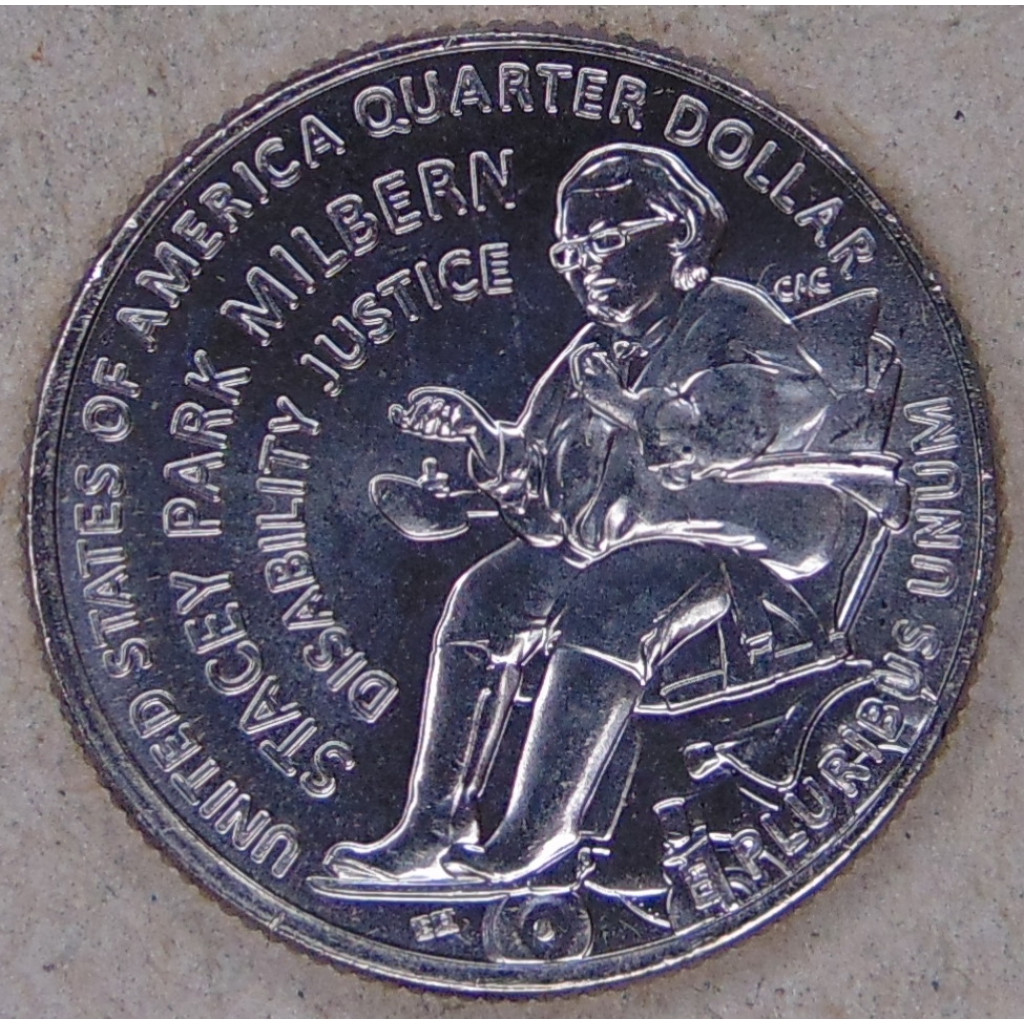 UNITED STATES OF AMERICA QUARTER DOLLAR
STACEY PARK MILBERN
DISABILITY JUSTICE
E PLURIBUS UNUM